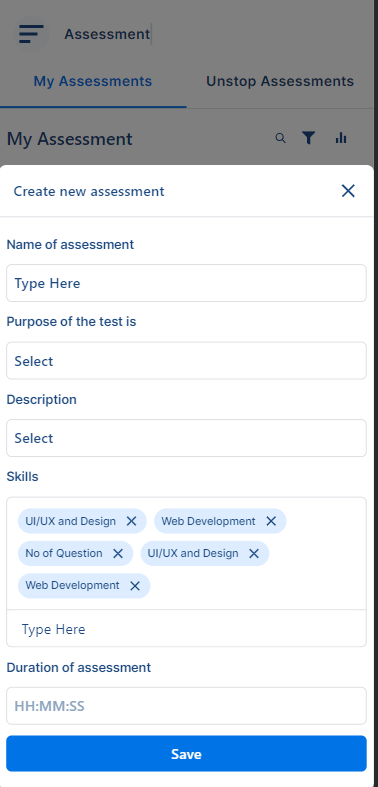 Assessment
My Assessments Unstop Assessments
My Assessment
Create new assessment
Name of assessment
Type Here
Purpose of the test is
Select
Description
Select
Skills
UI/UX and Design Web Development
No of Question UI/UX and Design
Web Development
Type Here
Duration of assessment
HH:MM:SS
Save